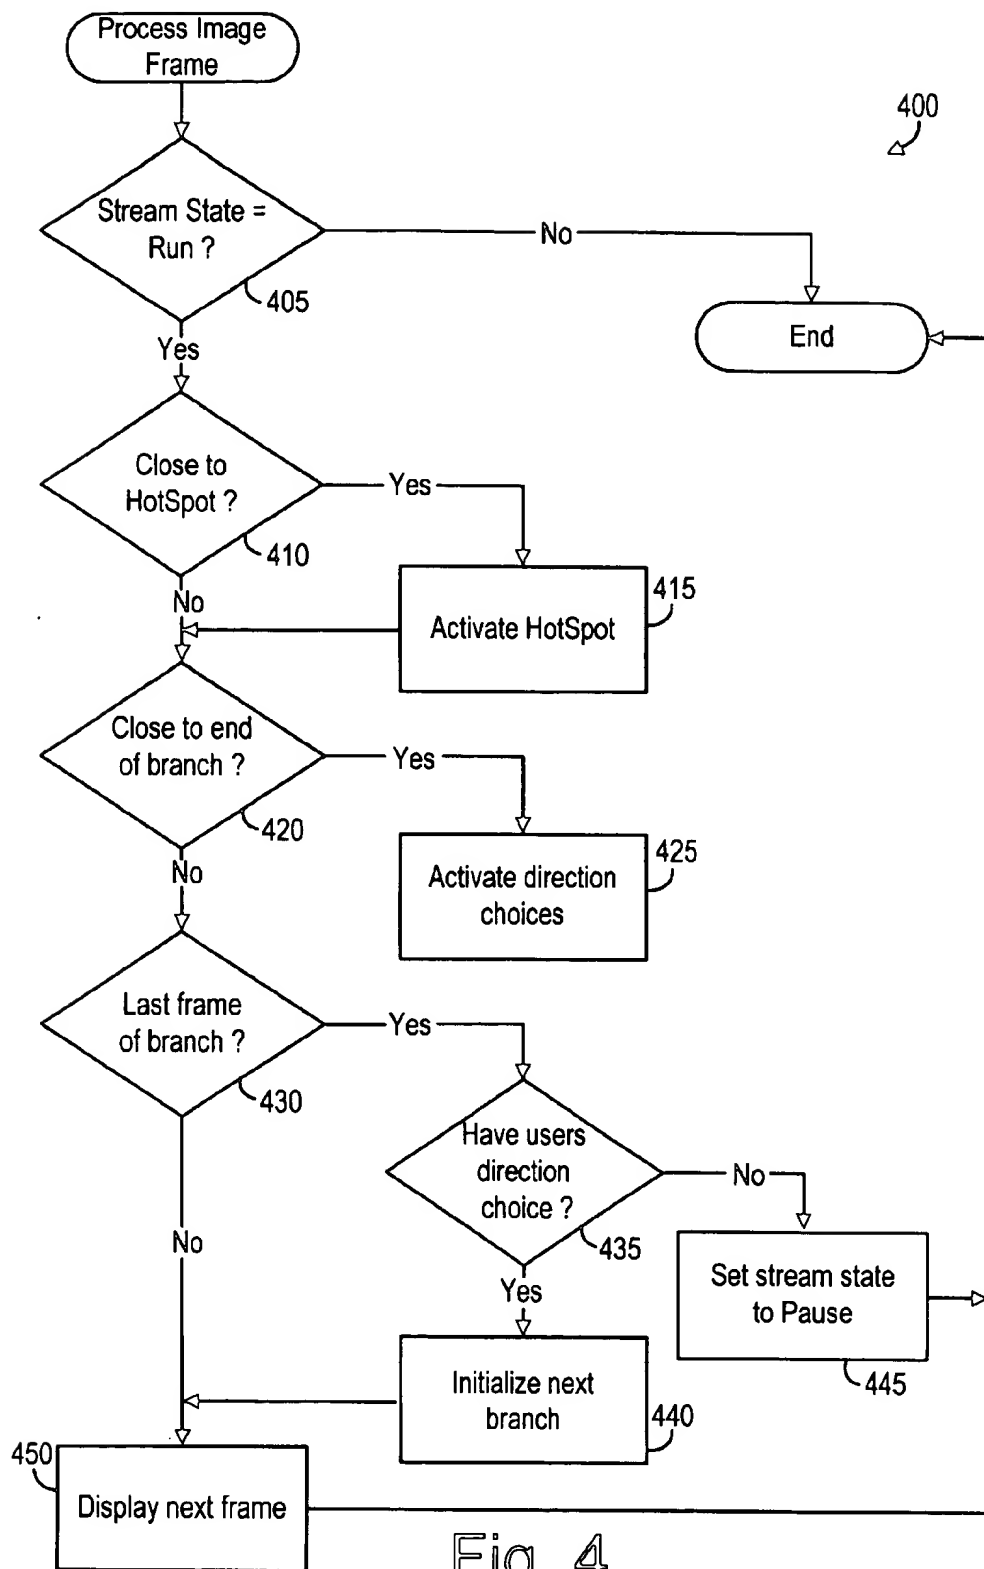 Process Image
Frame
400
Stream State =
Run ?
No
405
End
Yes
Close to
HotSpot ?
Yes
410
415
No
Activate HotSpot
Close to end
of branch ?
Yes
420
425
No
Activate direction
choices
Last frame
of branch ?
Yes
430
Have users
direction
choice ?
No
435
No
Yes
Set stream state
to Pause
445
Initialize next
branch
440
450
Display next frame
Fig. 4